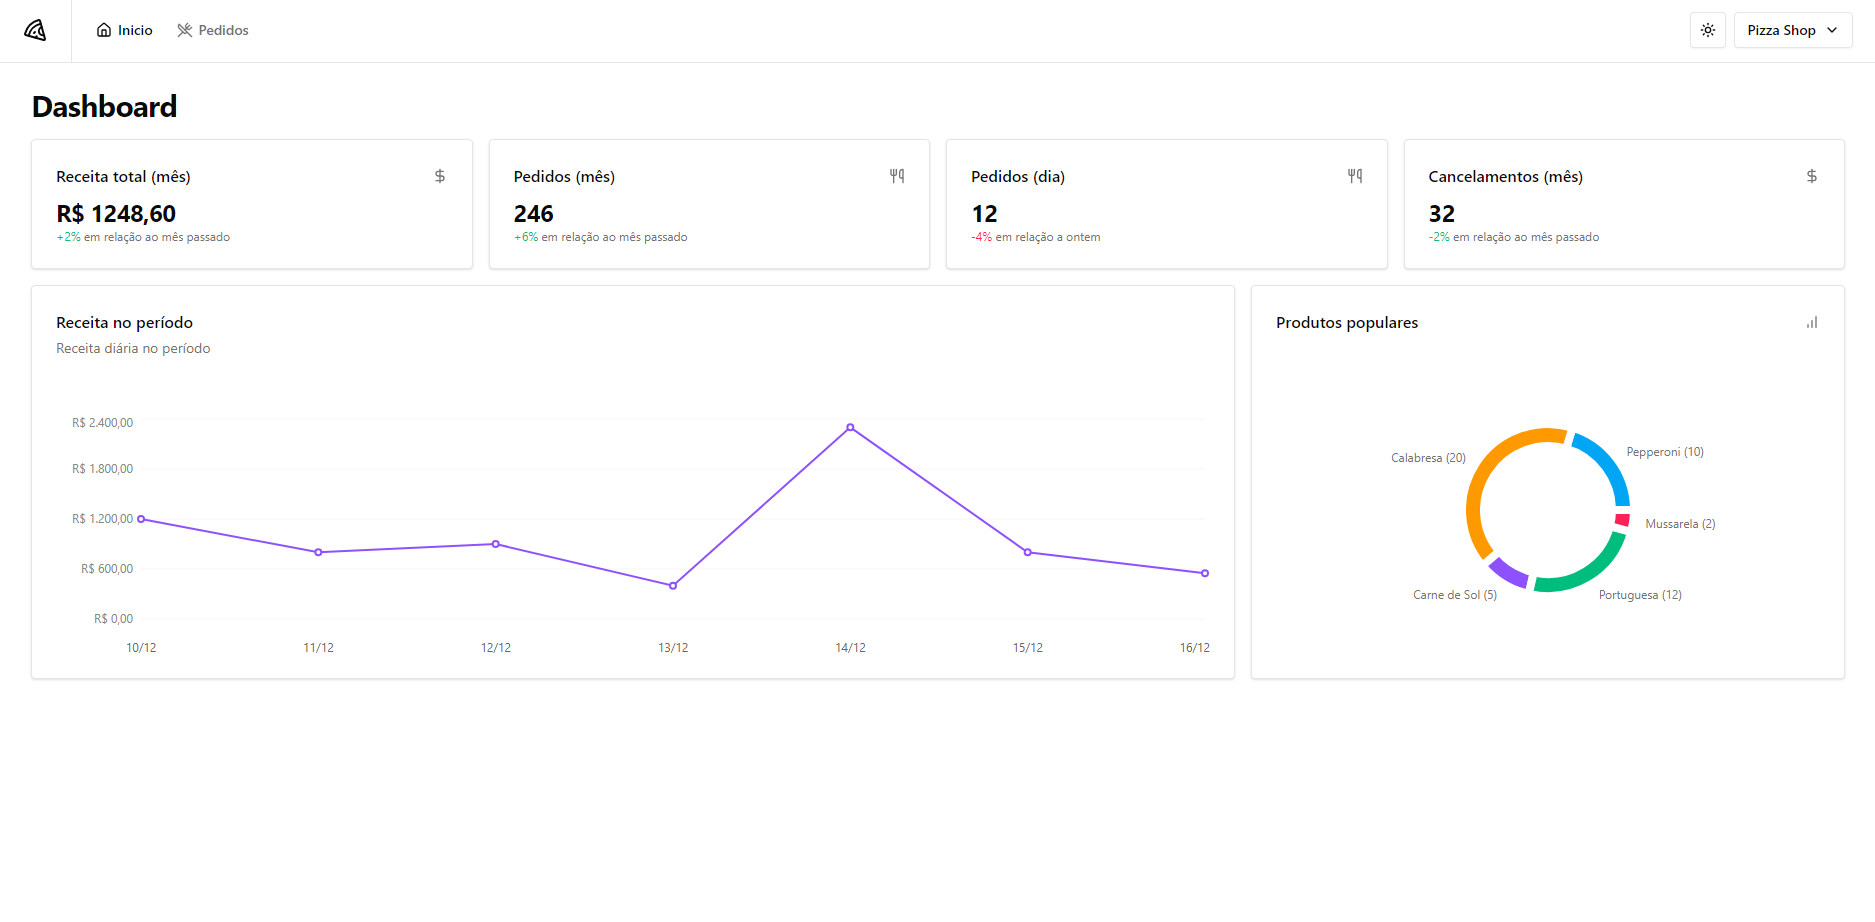 Inicio
Pedidos
Pizza Shop
Dashboard
Receita total (mês)
R$ 1248,60
+2% em relação ao mês passado
Pedidos (mês)
246
+6% em relação ao mês passado
Pedidos (dia)
12
-4% em relação a ontem
Cancelamentos (mês)
32
-2% em relação ao mês passado
Receita no período
Receita diária no período
R$ 2.400,00
R$ 1.800,00
R$ 1.200,00
R$ 600,00
R$ 0,00
10/12
11/12
12/12
13/12
14/12
15/12
16/12
Produtos populares
Calabresa (20)
Pepperoni (10)
Mussarela (2)
Carne de Sol (5)
Portuguesa (12)